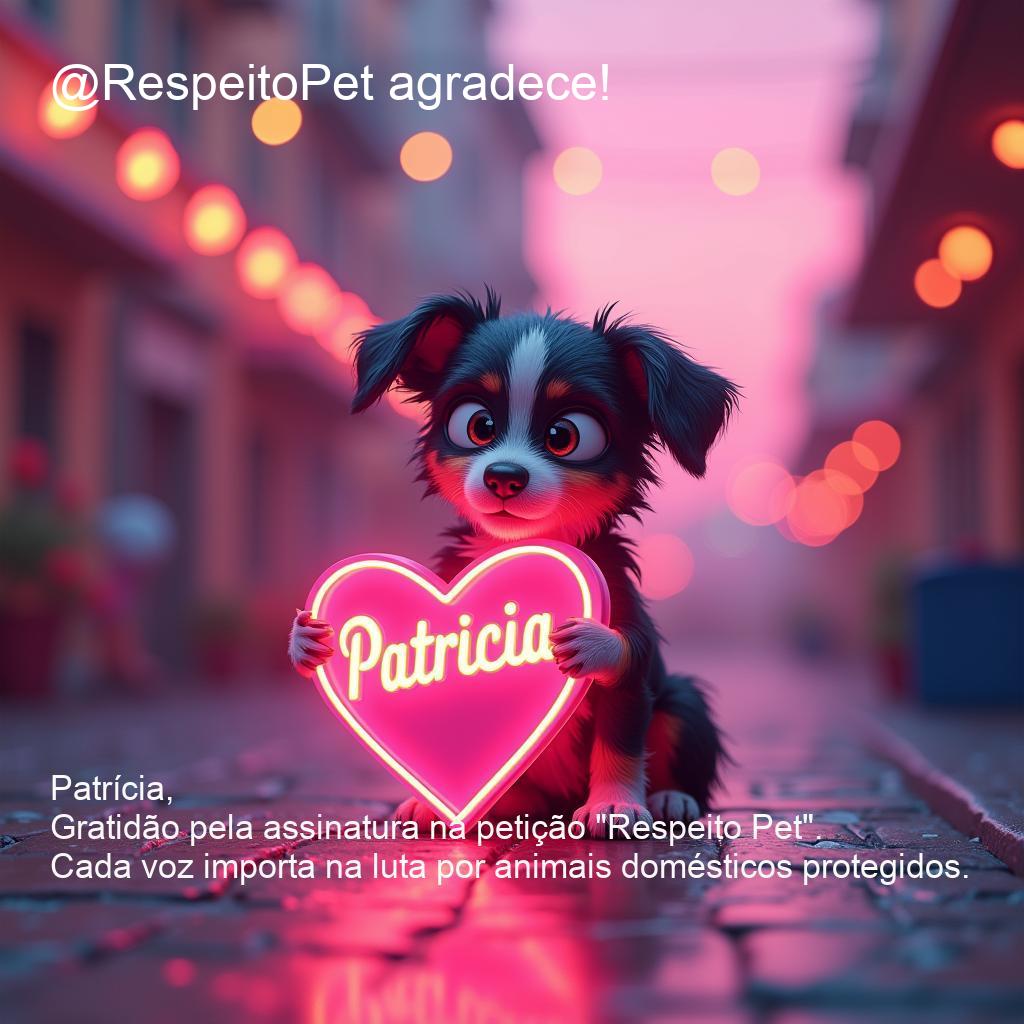 @RespeitoPet agradece!
Patricia
Patrícia,
Gratidão pela assinatura na petição "Respeito Pet".
Cada voz importa na luta por animais domésticos protegidos.